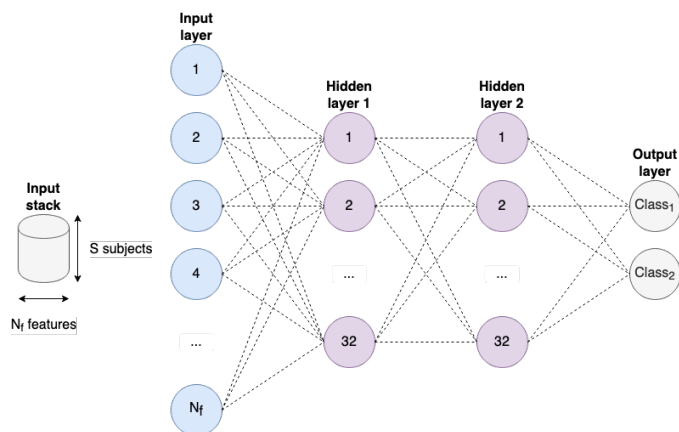 Input
layer
1
2
3
4
...
Nf
Hidden
layer 1
1
2
...
32
Hidden
layer 2
1
2
...
32
Output
layer
Class1
Class2
Input
stack
S subjects
Nf features